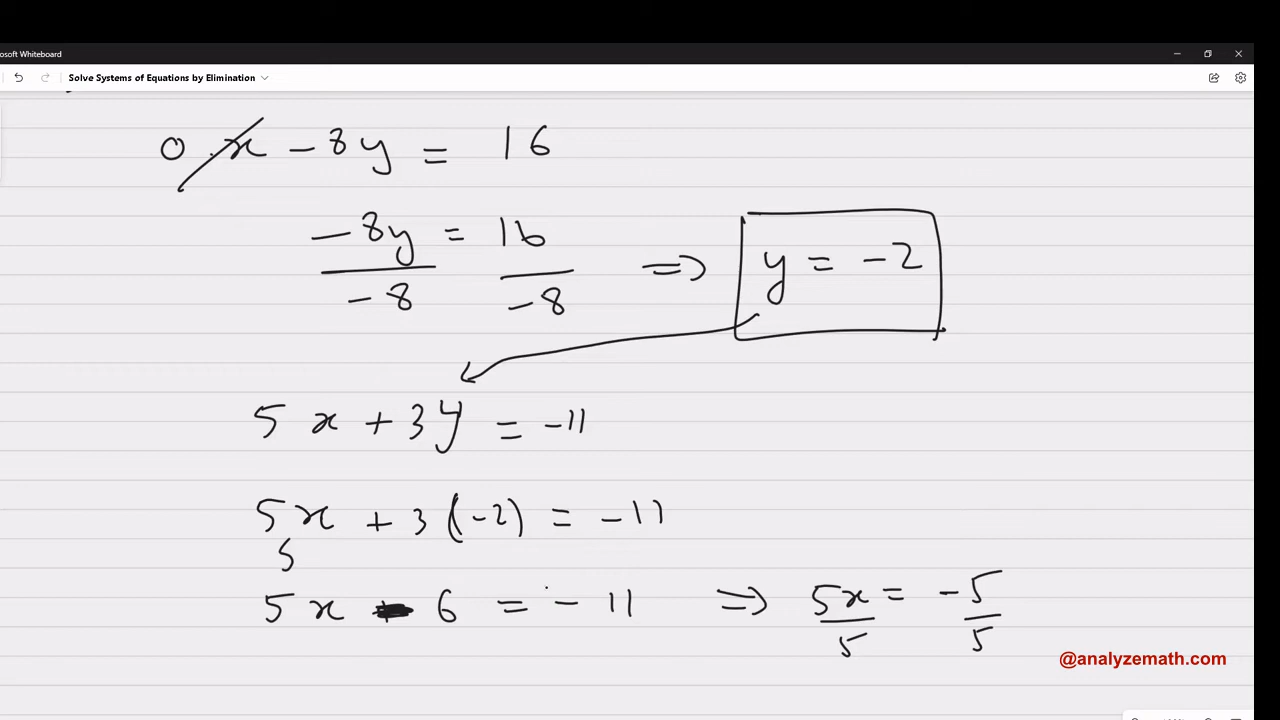 osoft Whiteboard
Solve Systems of Equations by Elimination
0 . x - 8y = 16
-8y = 16 => y = -2
-8 -8
5x + 3y = -11
5x + 3(-2) = -11
5
5x - 6 = - 11 => 5x = -5
5 5
@analyzemath.com